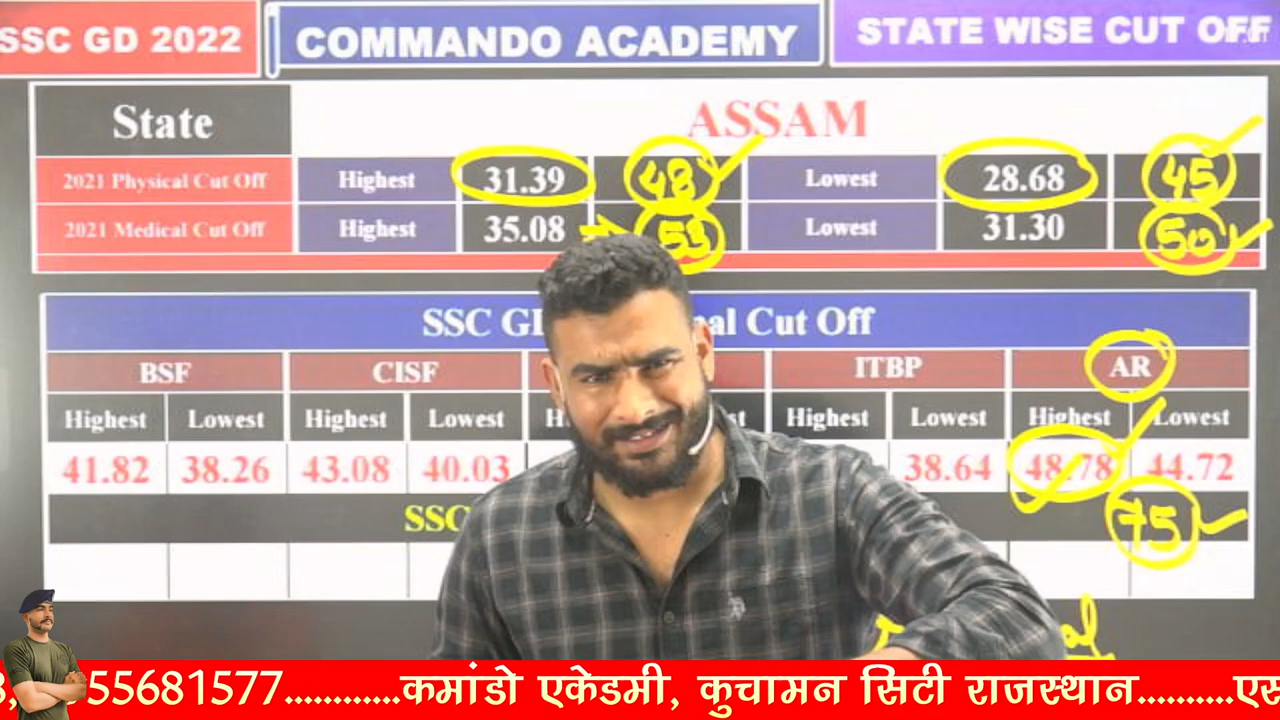 SSC GD 2022
COMMANDO ACADEMY
STATE WISE CUT OFF
State ASSAM
2021 Physical Cut Off Highest 31.39 48 Lowest 28.68 45
2021 Medical Cut Off Highest 35.08 53 Lowest 31.30 50
SSC GD al Cut Off
BSF CISF ITBP AR
Highest Lowest Highest Lowest Highest Lowest Highest Lowest
41.82 38.26 43.08 40.03 38.64 48.78 44.72
SSC
75
55681577............कमांडो एकेडमी, कुचामन सिटी राजस्थान..........एस